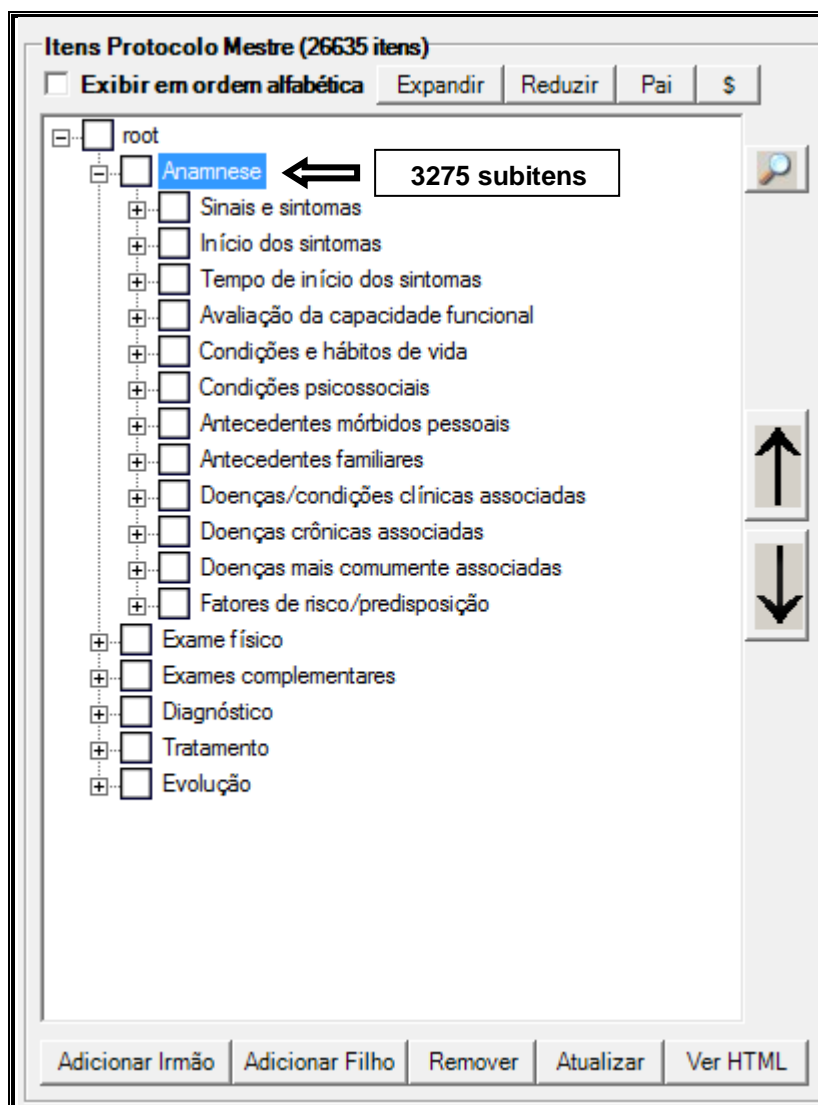 Itens Protocolo Mestre (26635 itens)
Exibir em ordem alfabética Expandir Reduzir Pai $
root
Anamnese 3275 subitens
Sinais e sintomas
Início dos sintomas
Tempo de início dos sintomas
Avaliação da capacidade funcional
Condições e hábitos de vida
Condições psicossociais
Antecedentes mórbidos pessoais
Antecedentes familiares
Doenças/condições clínicas associadas
Doenças crônicas associadas
Doenças mais comumente associadas
Fatores de risco/predisposição
Exame físico
Exames complementares
Diagnóstico
Tratamento
Evolução
Adicionar Irmão Adicionar Filho Remover Atualizar Ver HTML